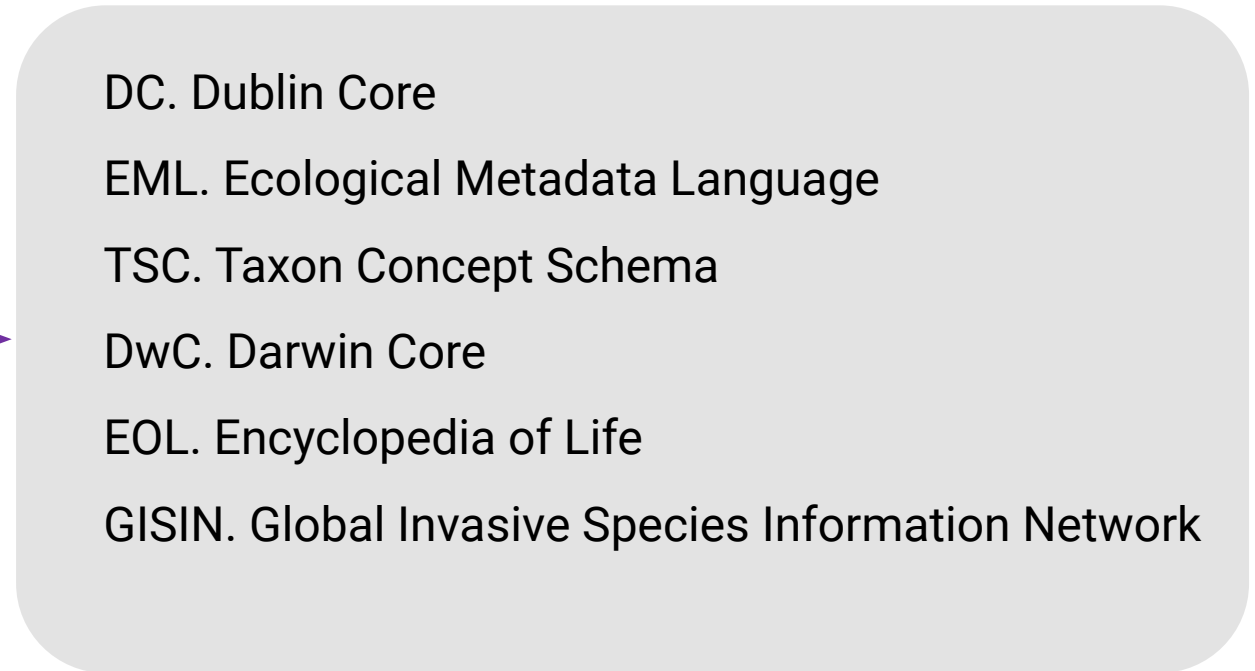 DC. Dublin Core
EML. Ecological Metadata Language
TSC. Taxon Concept Schema
DwC. Darwin Core
EOL. Encyclopedia of Life
GISIN. Global Invasive Species Information Network